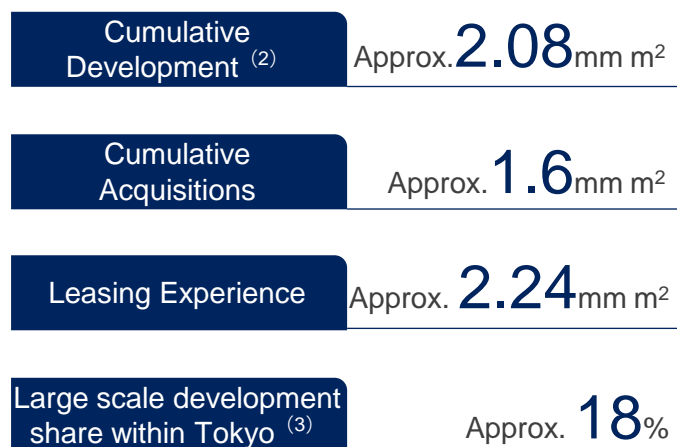 Cumulative
Development （2） Approx.2.08mm m²
Cumulative
Acquisitions Approx. 1.6mm m²
Leasing Experience Approx. 2.24mm m²
Large scale development
share within Tokyo （3） Approx. 18%